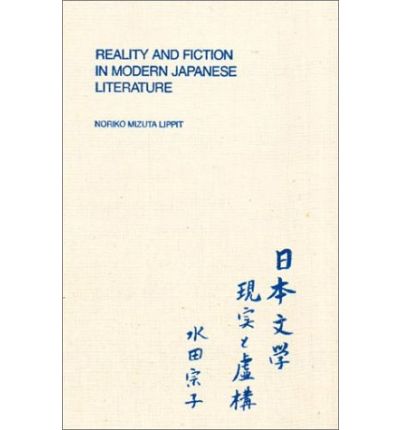 REALITY AND FICTION
IN MODERN JAPANESE
LITERATURE
NORIKO MIZUTA LIPPIT
日本文学
現実と虚構
水田宗子